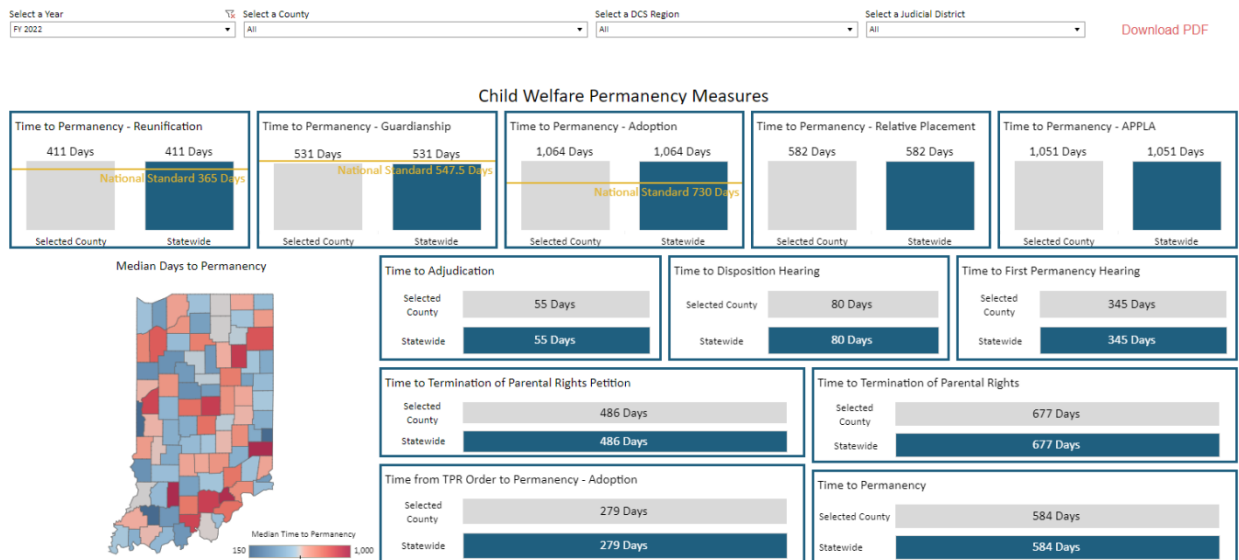 Select a Year
Select a County
Select a DCS Region
Select a Judicial District
FY 2022
All
All
All
Download PDF
Child Welfare Permanency Measures
Time to Permanency - Reunification
411 Days
411 Days
National Standard 365 Days
Selected County
Statewide
Time to Permanency - Guardianship
531 Days
531 Days
National Standard 547.5 Days
Selected County
Statewide
Time to Permanency - Adoption
1,064 Days
1,064 Days
National Standard 730 Days
Selected County
Statewide
Time to Permanency - Relative Placement
582 Days
582 Days
Selected County
Statewide
Time to Permanency - APPLA
1,051 Days
1,051 Days
Selected County
Statewide
Median Days to Permanency
Median Time to Permanency
150
1,000
Time to Adjudication
Selected
County
55 Days
Statewide
55 Days
Time to Disposition Hearing
Selected County
80 Days
Statewide
80 Days
Time to First Permanency Hearing
Selected
County
345 Days
Statewide
345 Days
Time to Termination of Parental Rights Petition
Selected
County
486 Days
Statewide
486 Days
Time to Termination of Parental Rights
Selected
County
677 Days
Statewide
677 Days
Time from TPR Order to Permanency - Adoption
Selected
County
279 Days
Statewide
279 Days
Time to Permanency
Selected County
584 Days
Statewide
584 Days